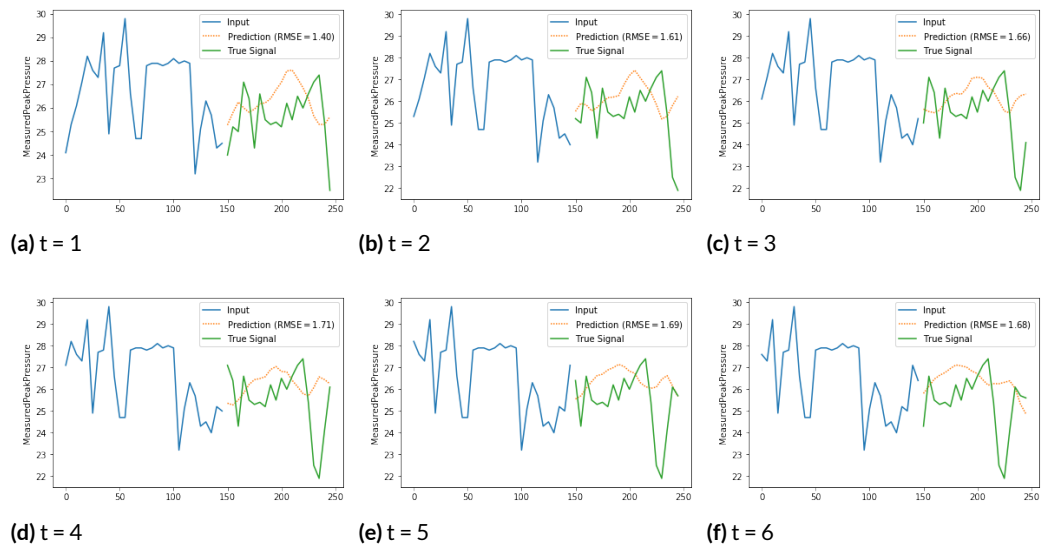 30
29
28
27
26
25
24
23
MeasuredPeakPressure
0 50 100 150 200 250
Input
Prediction (RMSE = 1.40)
True Signal
(a) t = 1
30
29
28
27
26
25
24
23
22
MeasuredPeakPressure
0 50 100 150 200 250
Input
Prediction (RMSE = 1.61)
True Signal
(b) t = 2
30
29
28
27
26
25
24
23
22
MeasuredPeakPressure
0 50 100 150 200 250
Input
Prediction (RMSE = 1.66)
True Signal
(c) t = 3
30
29
28
27
26
25
24
23
22
MeasuredPeakPressure
0 50 100 150 200 250
Input
Prediction (RMSE = 1.71)
True Signal
(d) t = 4
30
29
28
27
26
25
24
23
22
MeasuredPeakPressure
0 50 100 150 200 250
Input
Prediction (RMSE = 1.69)
True Signal
(e) t = 5
30
29
28
27
26
25
24
23
22
MeasuredPeakPressure
0 50 100 150 200 250
Input
Prediction (RMSE = 1.68)
True Signal
(f) t = 6